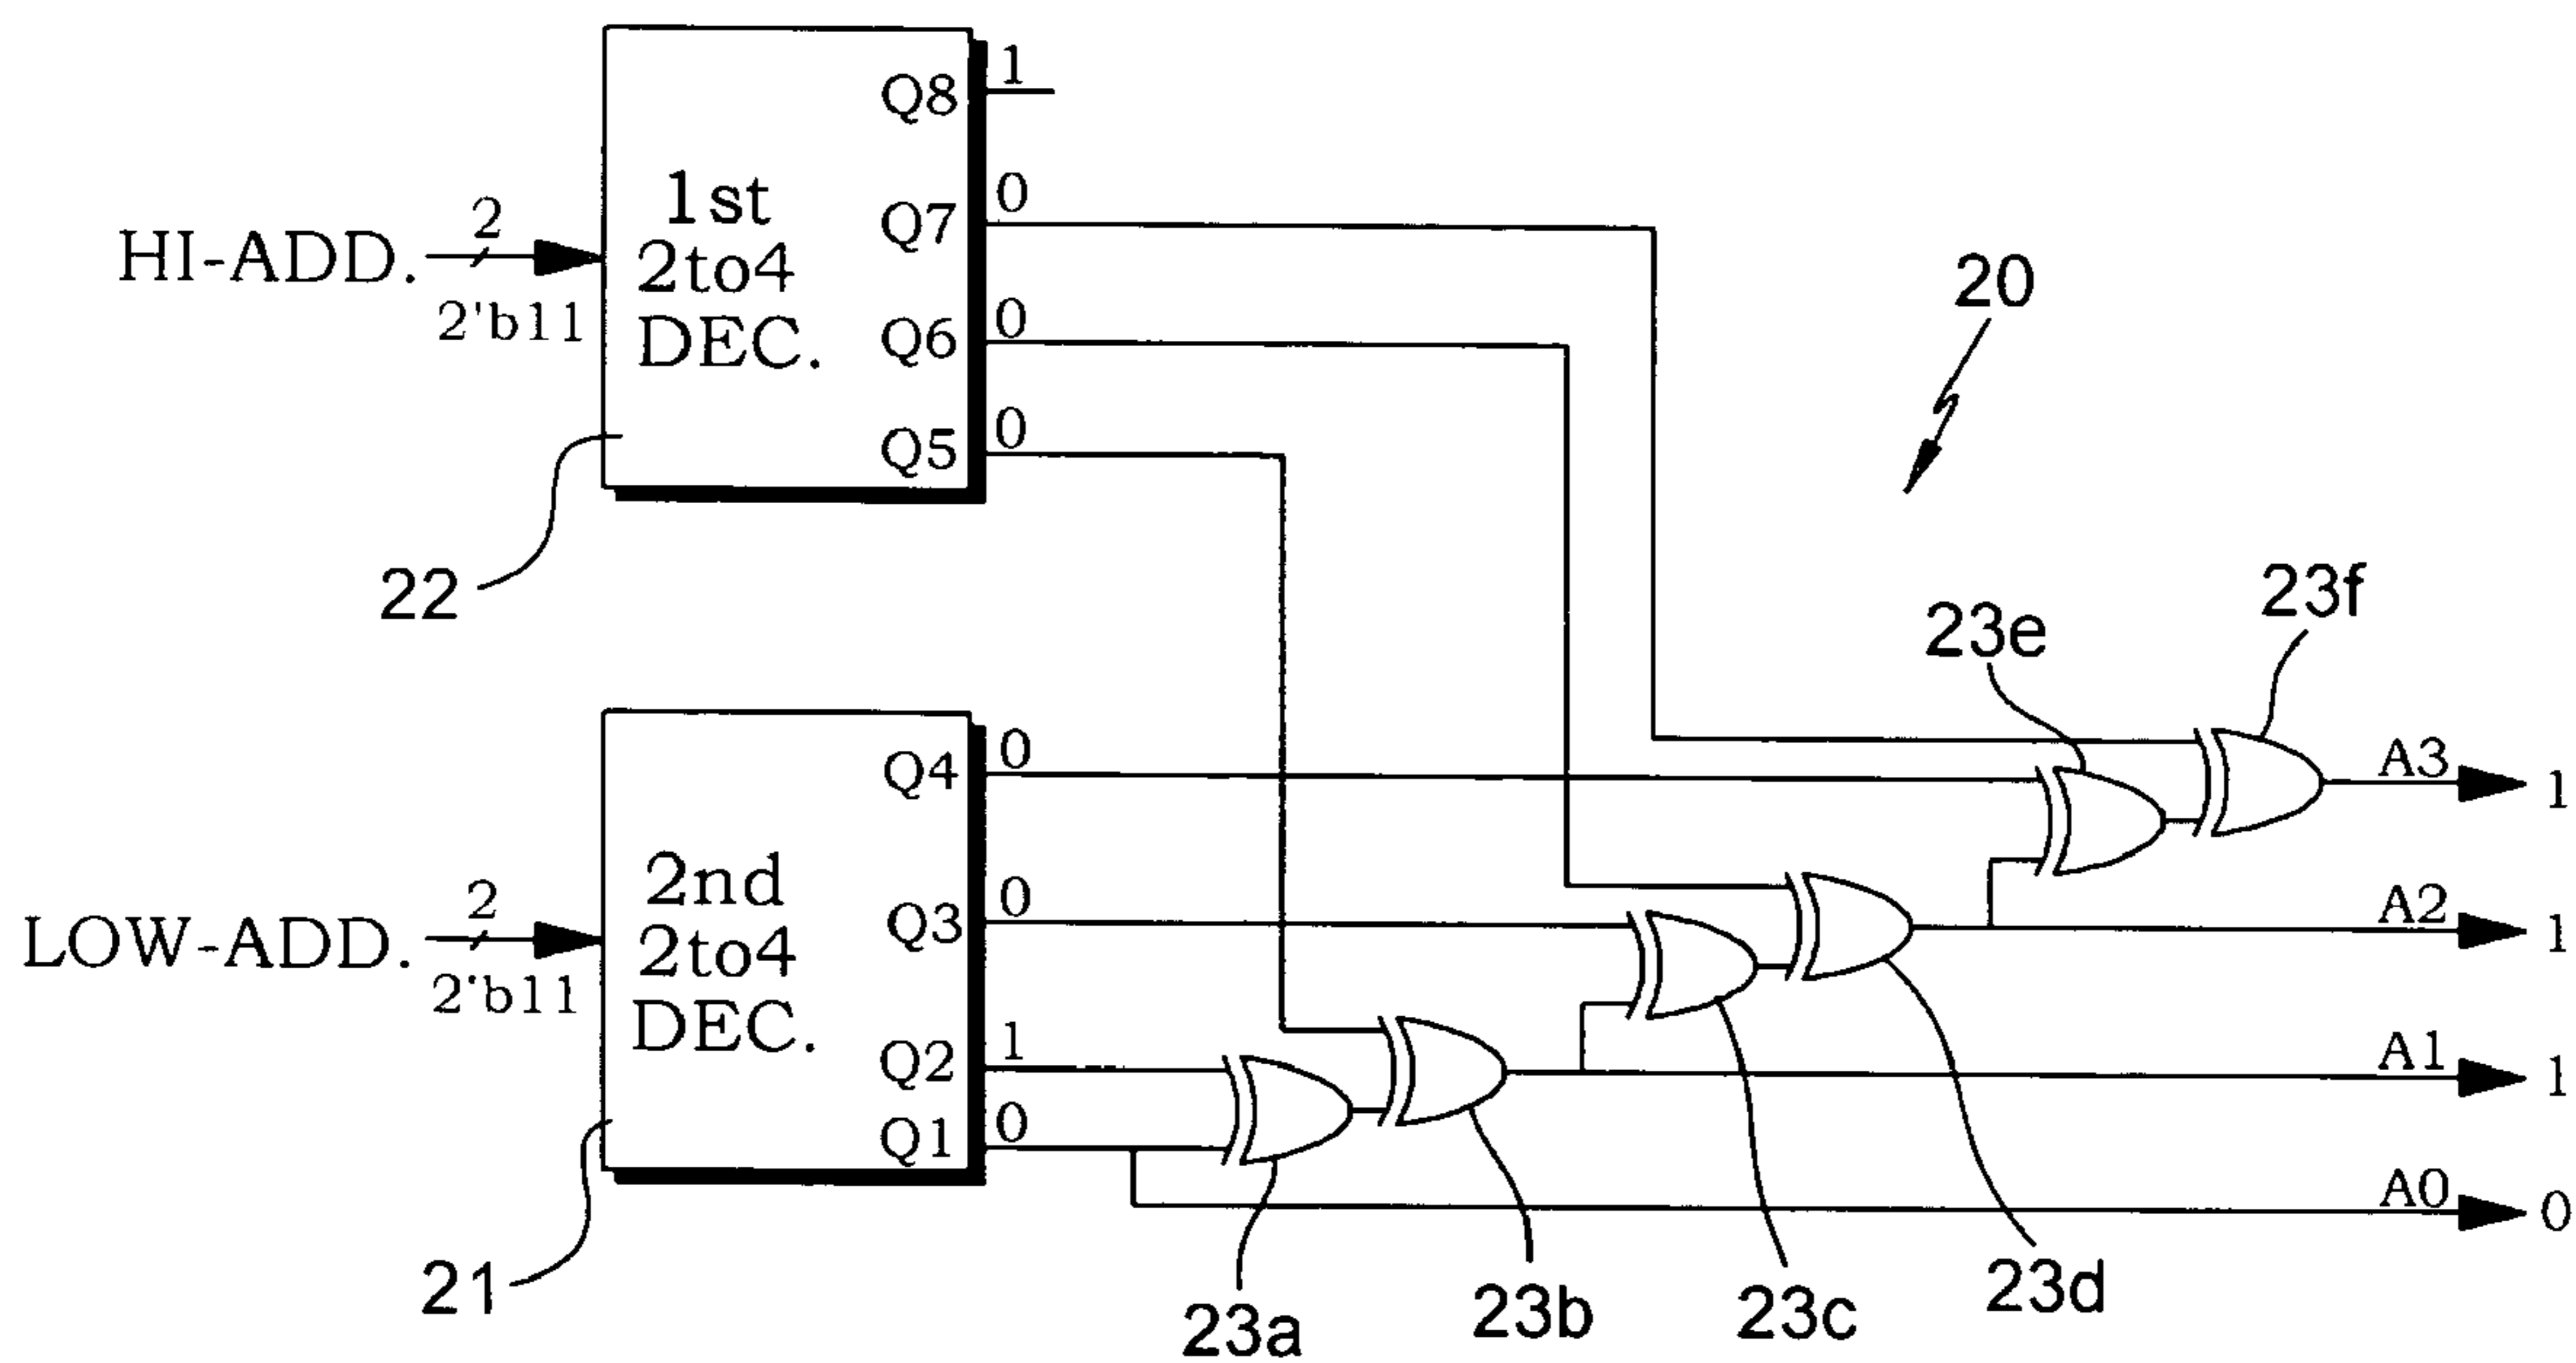 Q8
1
1st
2to4
DEC.
Q7
0
HI-ADD.
2
2'b11
Q6
0
Q5
0
20
22
23f
23e
Q4
0
A3
1
2nd
2to4
DEC.
Q3
0
A2
1
LOW-ADD.
2
2'b11
Q2
1
A1
1
Q1
0
A0
0
21
23a
23b
23c
23d